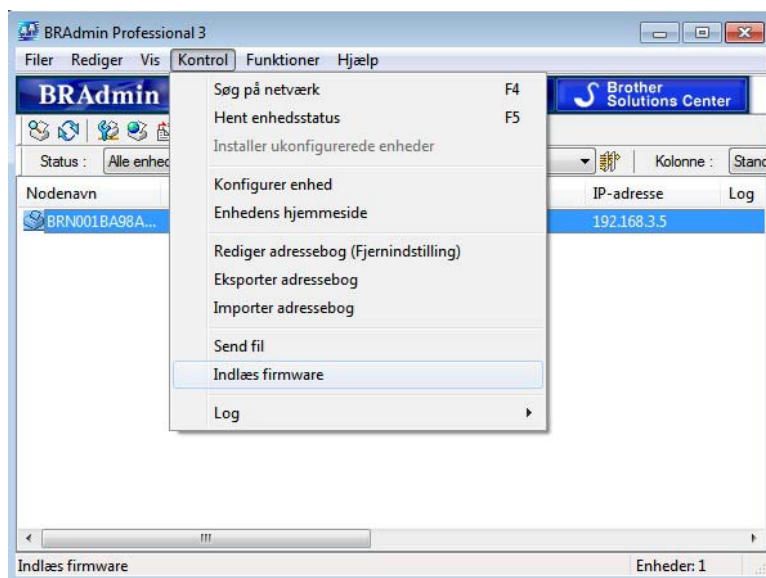 BRAdmin Professional 3
Filer Rediger Vis Kontrol Funktioner Hjælp
BRAdmin
Brother
Solutions Center
Søg på netværk F4
Hent enhedsstatus F5
Installer ukonfigurerede enheder
Konfigurer enhed
Enhedens hjemmeside
Rediger adressebog (Fjernindstilling)
Eksporter adressebog
Importer adressebog
Send fil
Indlæs firmware
Log
Status : Alle enhec Kolonne : Stanc
Nodenavn IP-adresse Log
BRN001BA98A... 192.168.3.5
Indlæs firmware Enheder: 1